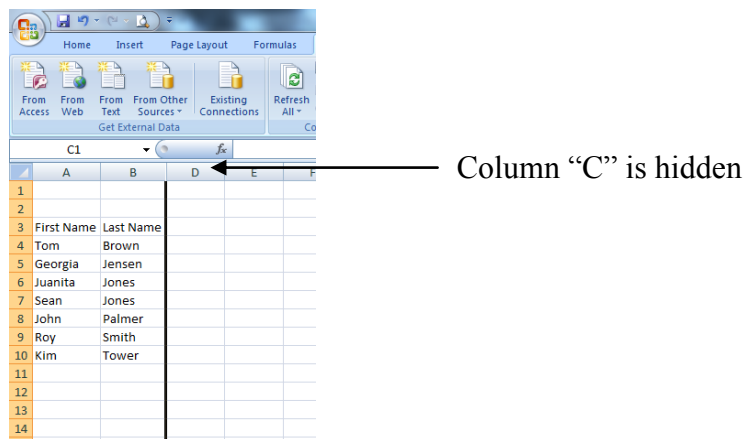 Home Insert Page Layout Formulas
From Access From Web From Text From Other Sources Existing Connections Refresh All
Get External Data Co
C1 fx
A B D E F
1
2
3 First Name Last Name
4 Tom Brown
5 Georgia Jensen
6 Juanita Jones
7 Sean Jones
8 John Palmer
9 Roy Smith
10 Kim Tower
11
12
13
14
Column “C” is hidden